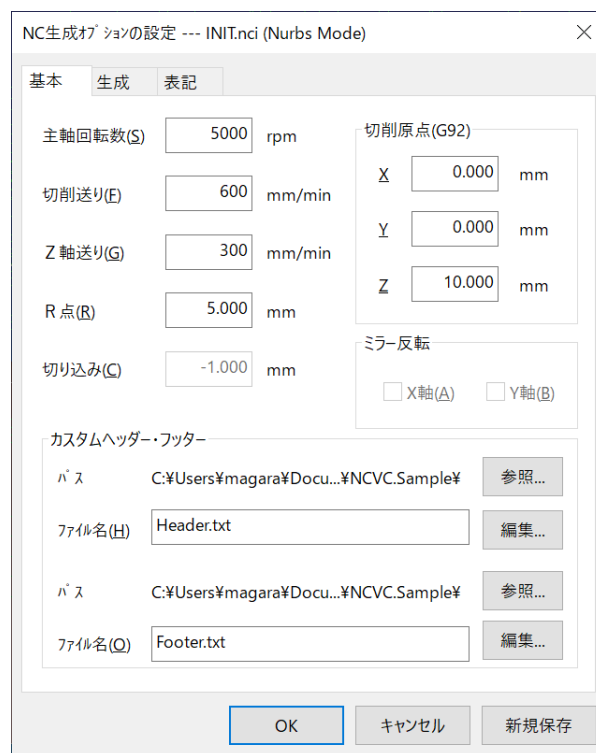 NC生成ｵﾌﾟｼｮﾝの設定 --- INIT.nci (Nurbs Mode)
基本 生成 表記
主軸回転数(S) 5000 rpm
切削送り(F) 600 mm/min
Z 軸送り(G) 300 mm/min
R 点(R) 5.000 mm
切り込み(C) -1.000 mm
切削原点(G92)
X 0.000 mm
Y 0.000 mm
Z 10.000 mm
ミラー反転
X軸(A) Y軸(B)
カスタムヘッダー・フッター
ﾊﾟｽ C:¥Users¥magara¥Docu...¥NCVC.Sample¥ 参照...
ﾌｧｲﾙ名(H) Header.txt 編集...
ﾊﾟｽ C:¥Users¥magara¥Docu...¥NCVC.Sample¥ 参照...
ﾌｧｲﾙ名(O) Footer.txt 編集...
OK キャンセル 新規保存